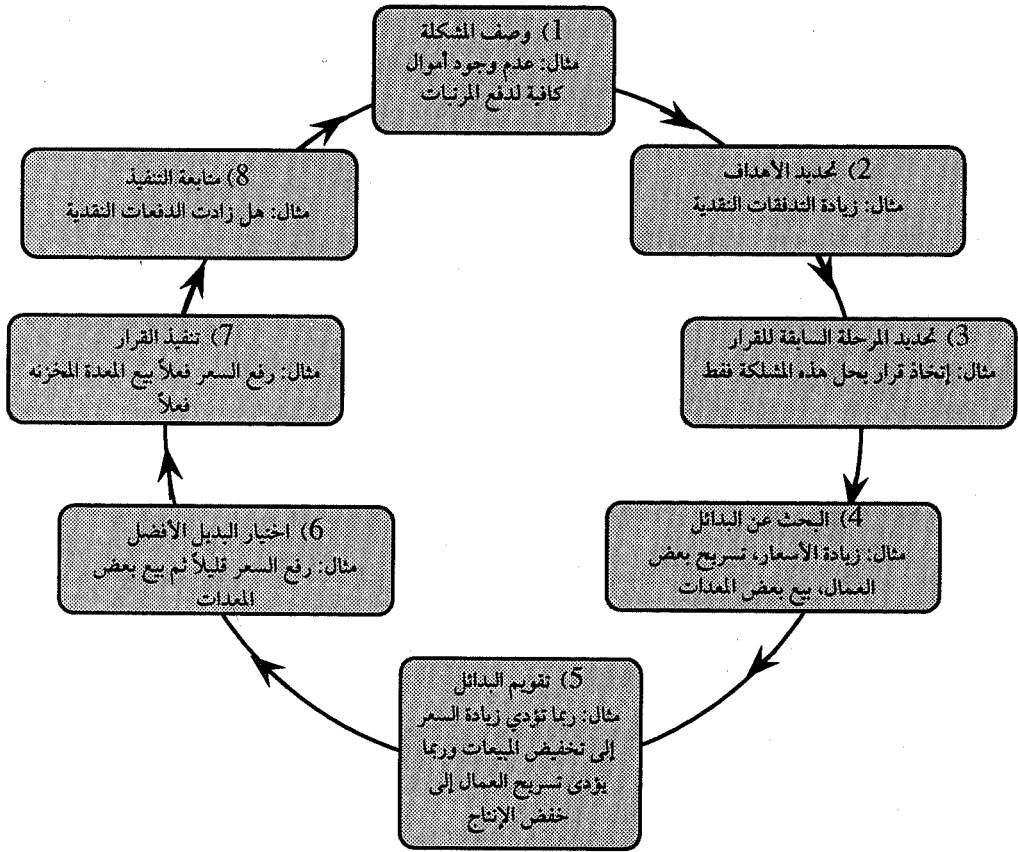 1) وصف المشكلة
مثال: عدم وجود أموال
كافية لدفع المرتبات
2) تحديد الأهداف
مثال: زيادة التدفقات النقدية
3) تحديد المرحلة السابقة للقرار
مثال: إتخاذ قرار بحل هذه المشلكة فقط
4) البحث عن البدائل
مثال: زيادة الأسعار، تسريح بعض
العمال، بيع بعض المعدات
5) تقويم البدائل
مثال: ربما تؤدي زيادة السعر
إلى تخفيض المبيعات وربما
يؤدى تسريح العمال إلى
خفض الإنتاج
6) اختيار البديل الأفضل
مثال: رفع السعر قليلاً ثم بيع بعض
المعدات
7) تنفيذ القرار
مثال: رفع السعر فعلاً بيع المعدة المخزنه
فعلاً
8) متابعة التنفيذ
مثال: هل زادت الدفعات النقدية